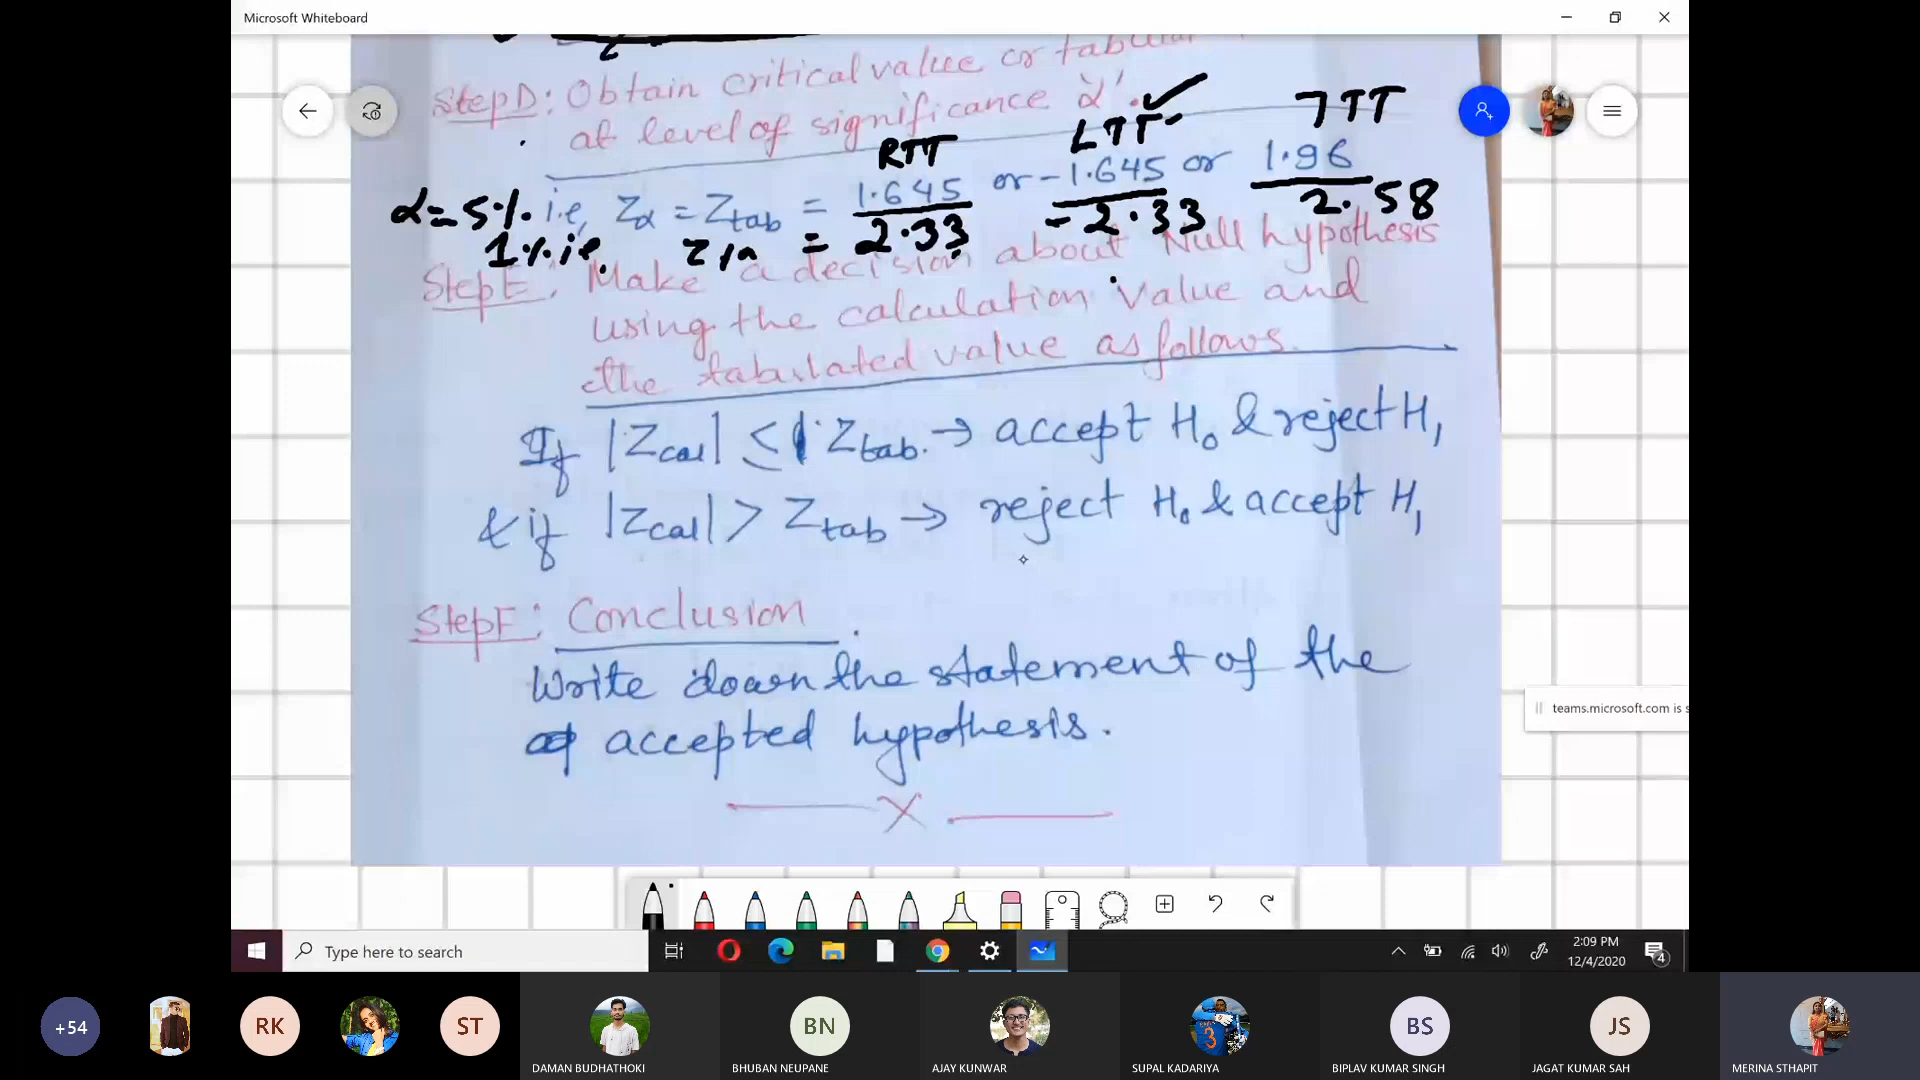 Microsoft Whiteboard
Step D: Obtain critical value or tabula
at level of significance 'α'.
RTT LTT TTT
α = 5% i.e, Zα = Ztab = 1.645 or -1.645 or 1.96
1% i.e. = 2.33 -2.33 2.58
Step E: Make a decision about Null hypothesis
using the calculation value and
the tabulated value as follows.
If |Zcal| ≤ Ztab. → accept H0 & reject H1
& if |Zcal| > Ztab → reject H0 & accept H1
Step F: Conclusion
Write down the statement of the
accepted hypothesis.
X
teams.microsoft.com is s
Type here to search
2:09 PM
12/4/2020
4
+54
RK
ST
BN
BS
JS
3
DAMAN BUDHATHOKI
BHUBAN NEUPANE
AJAY KUNWAR
SUPAL KADARIYA
BIPLAV KUMAR SINGH
JAGAT KUMAR SAH
MERINA STHAPIT